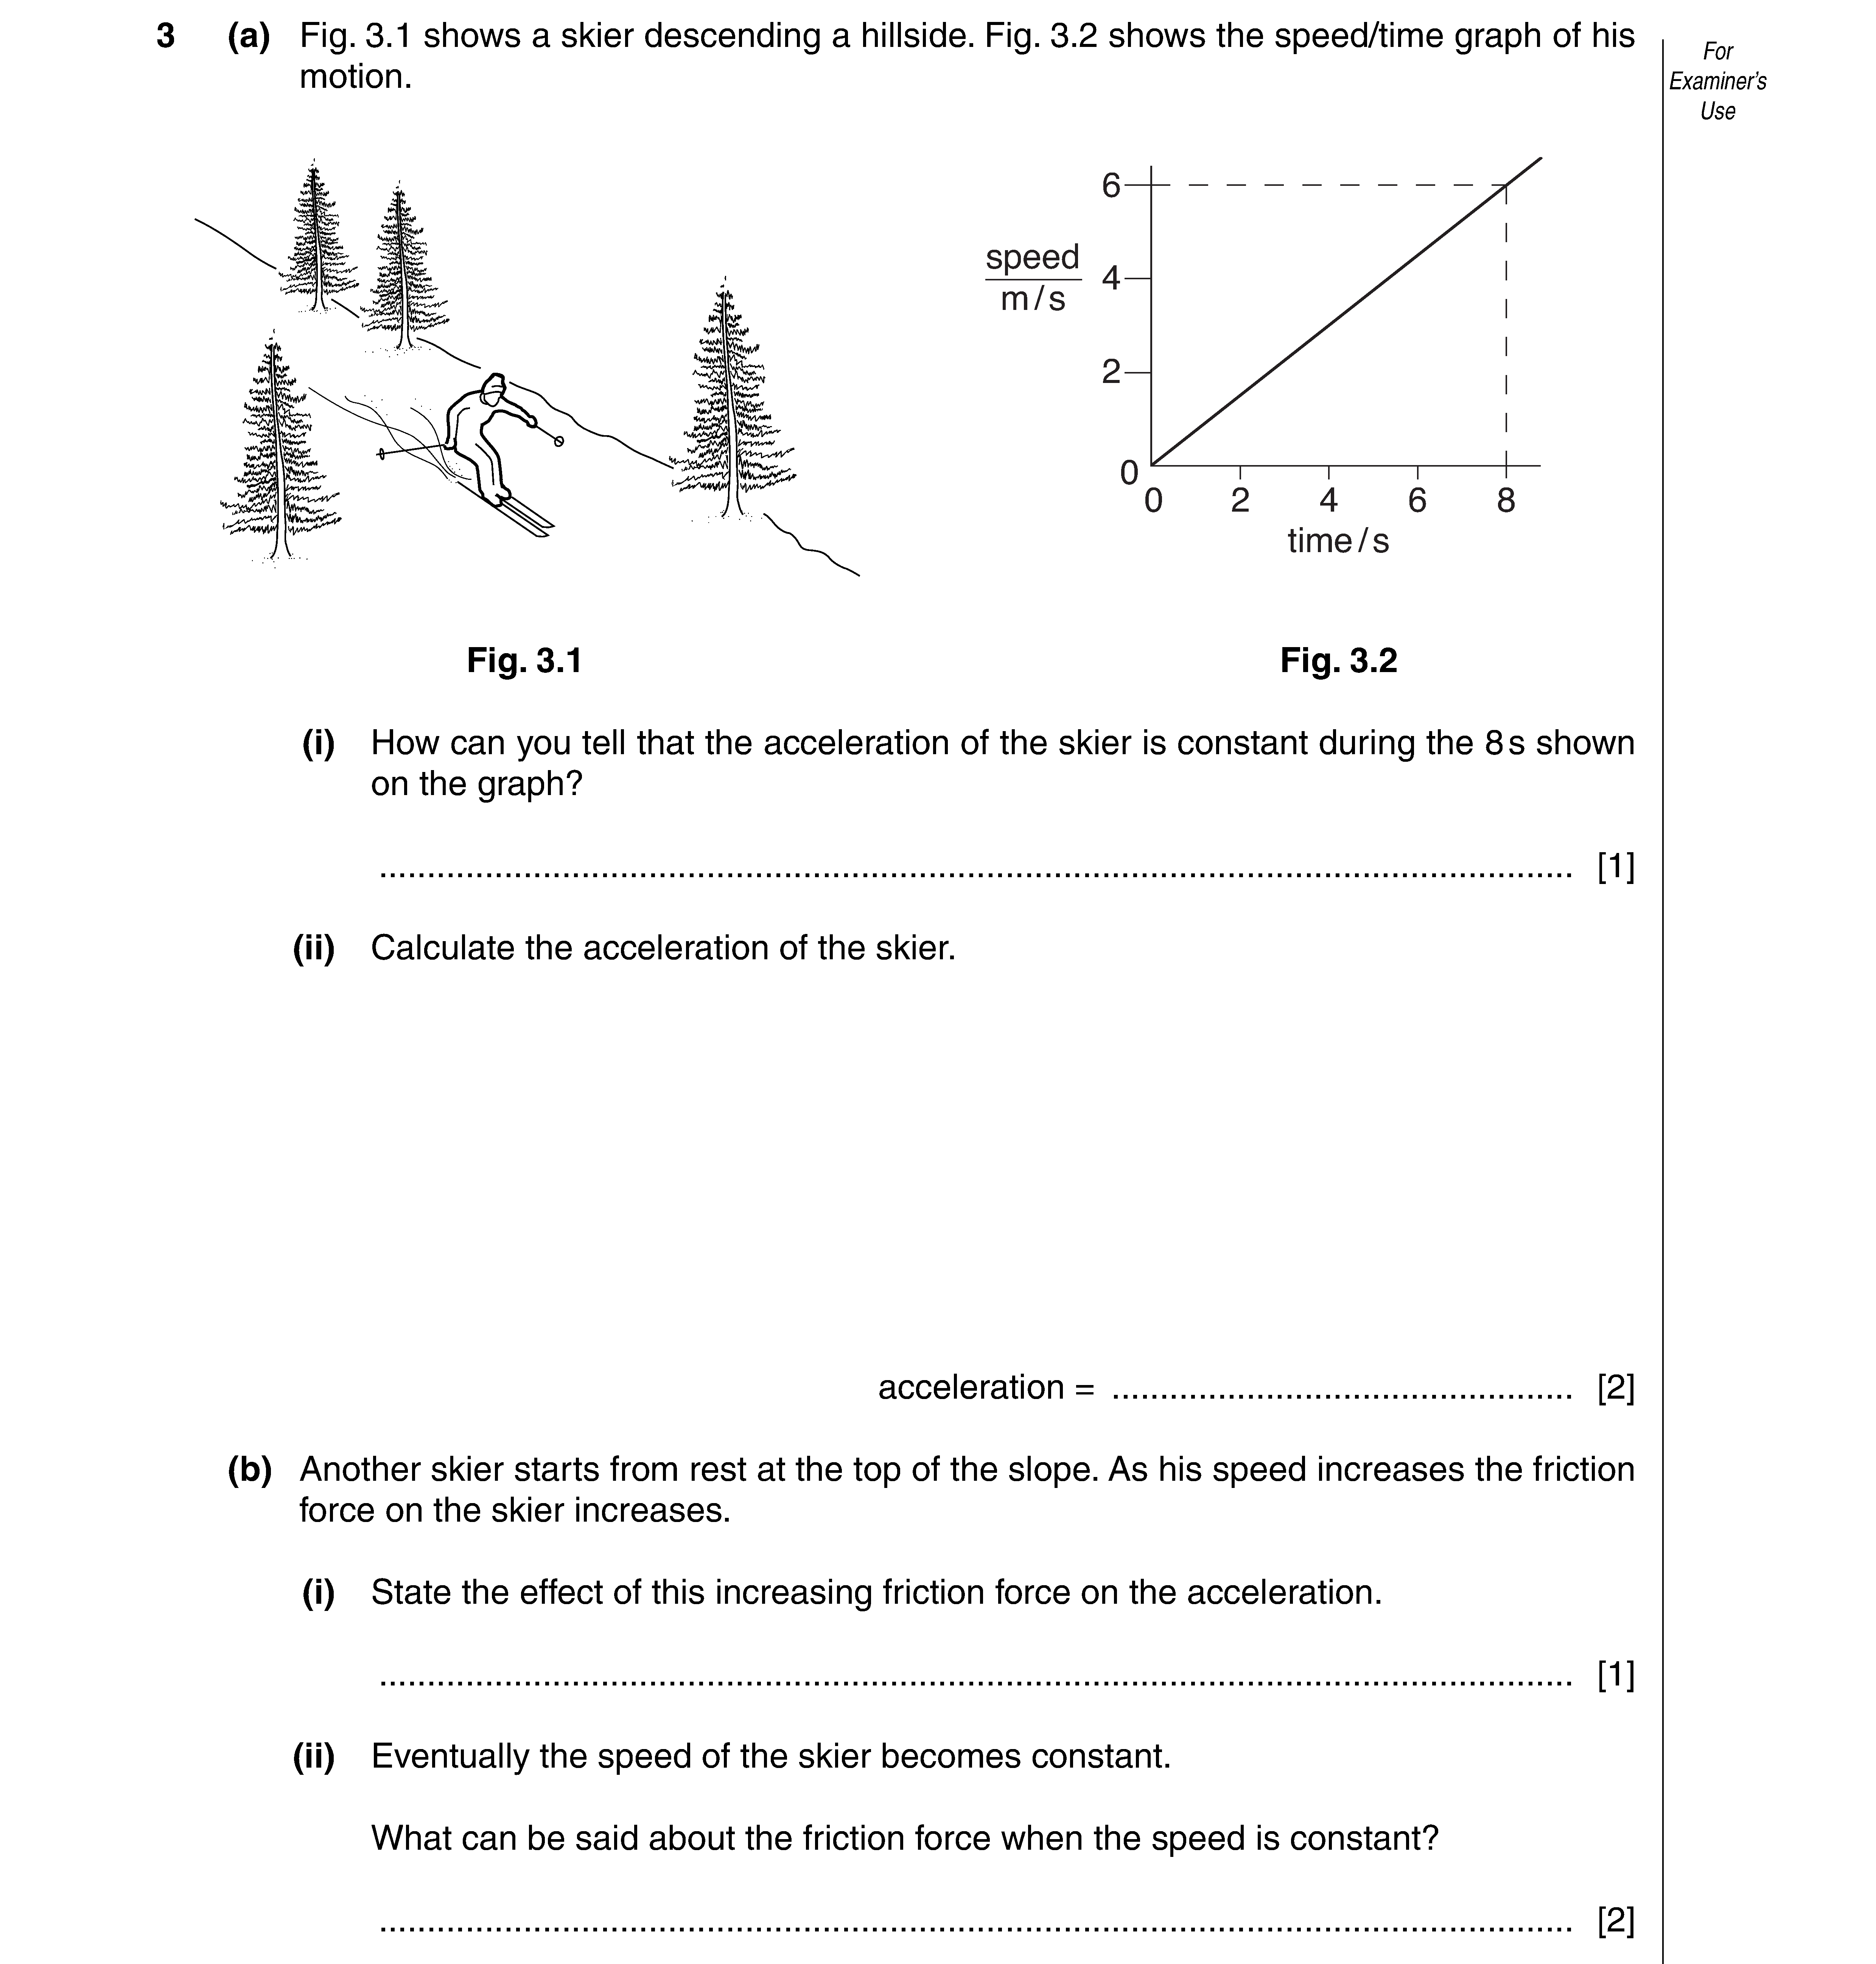 3 (a) Fig. 3.1 shows a skier descending a hillside. Fig. 3.2 shows the speed/time graph of his
motion.
For
Examiner's
Use
6
speed
m / s
4
2
0
0 2 4 6 8
time / s
Fig. 3.1
Fig. 3.2
(i) How can you tell that the acceleration of the skier is constant during the 8 s shown
on the graph?
.......................................................................................................................... [1]
(ii) Calculate the acceleration of the skier.
acceleration = ................................................ [2]
(b) Another skier starts from rest at the top of the slope. As his speed increases the friction
force on the skier increases.
(i) State the effect of this increasing friction force on the acceleration.
.......................................................................................................................... [1]
(ii) Eventually the speed of the skier becomes constant.
What can be said about the friction force when the speed is constant?
.......................................................................................................................... [2]